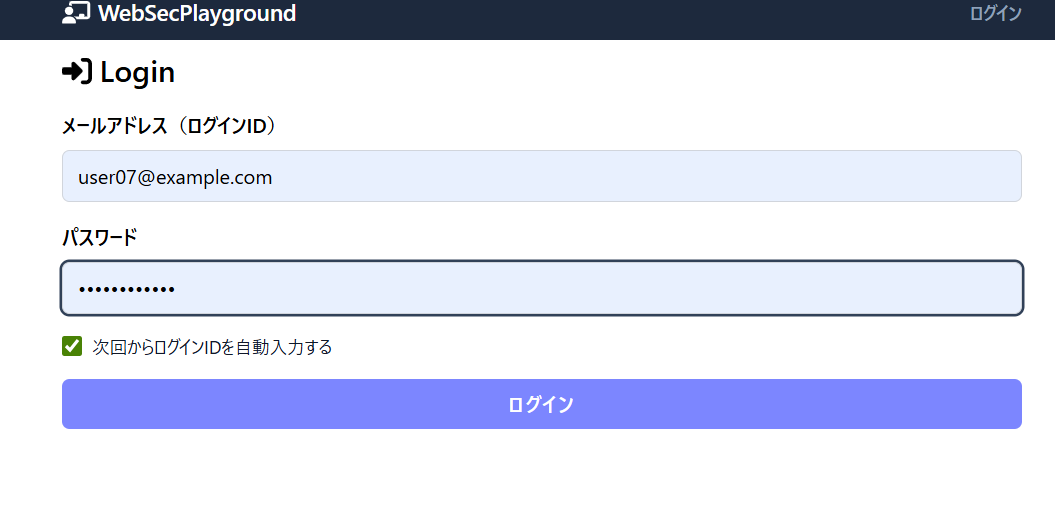 WebSecPlayground
ログイン
Login
メールアドレス（ログインID）
user07@example.com
パスワード
••••••••••••
次回からログインIDを自動入力する
ログイン